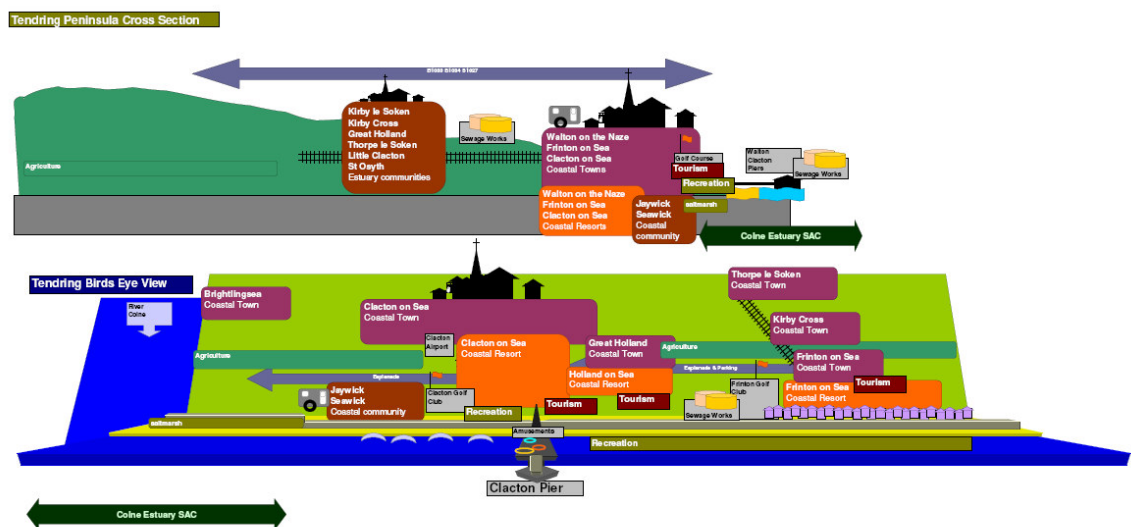 Tendring Peninsula Cross Section
Kirby le Soken
Kirby Cross
Great Holland
Thorpe le Soken
Little Clacton
St Osyth
Estuary communities
Sewage Works
Walton on the Naze
Frinton on Sea
Clacton on Sea
Coastal Towns
Golf Course
Tourism
Recreation
Walton
Clacton
Piers
Sewage Works
Agriculture
Walton on the Naze
Frinton on Sea
Clacton on Sea
Coastal Resorts
Jaywick
Seawick
Coastal
community
saltmarsh
Colne Estuary SAC
Tendring Birds Eye View
River
Colne
Brightlingsea
Coastal Town
Clacton on Sea
Coastal Town
Thorpe le Soken
Coastal Town
Kirby Cross
Coastal Town
Clacton
Airport
Clacton on Sea
Coastal Resort
Great Holland
Coastal Town
Agriculture
Agriculture
Frinton on Sea
Coastal Town
Esplanade
Holland on Sea
Coastal Resort
Esplanade & Parking
Tourism
Jaywick
Seawick
Coastal community
Clacton Golf
Club
Recreation
Tourism
Tourism
Sewage Works
Frinton Golf
Club
Frinton on Sea
Coastal Resort
saltmarsh
Amusements
Recreation
Clacton Pier
Colne Estuary SAC